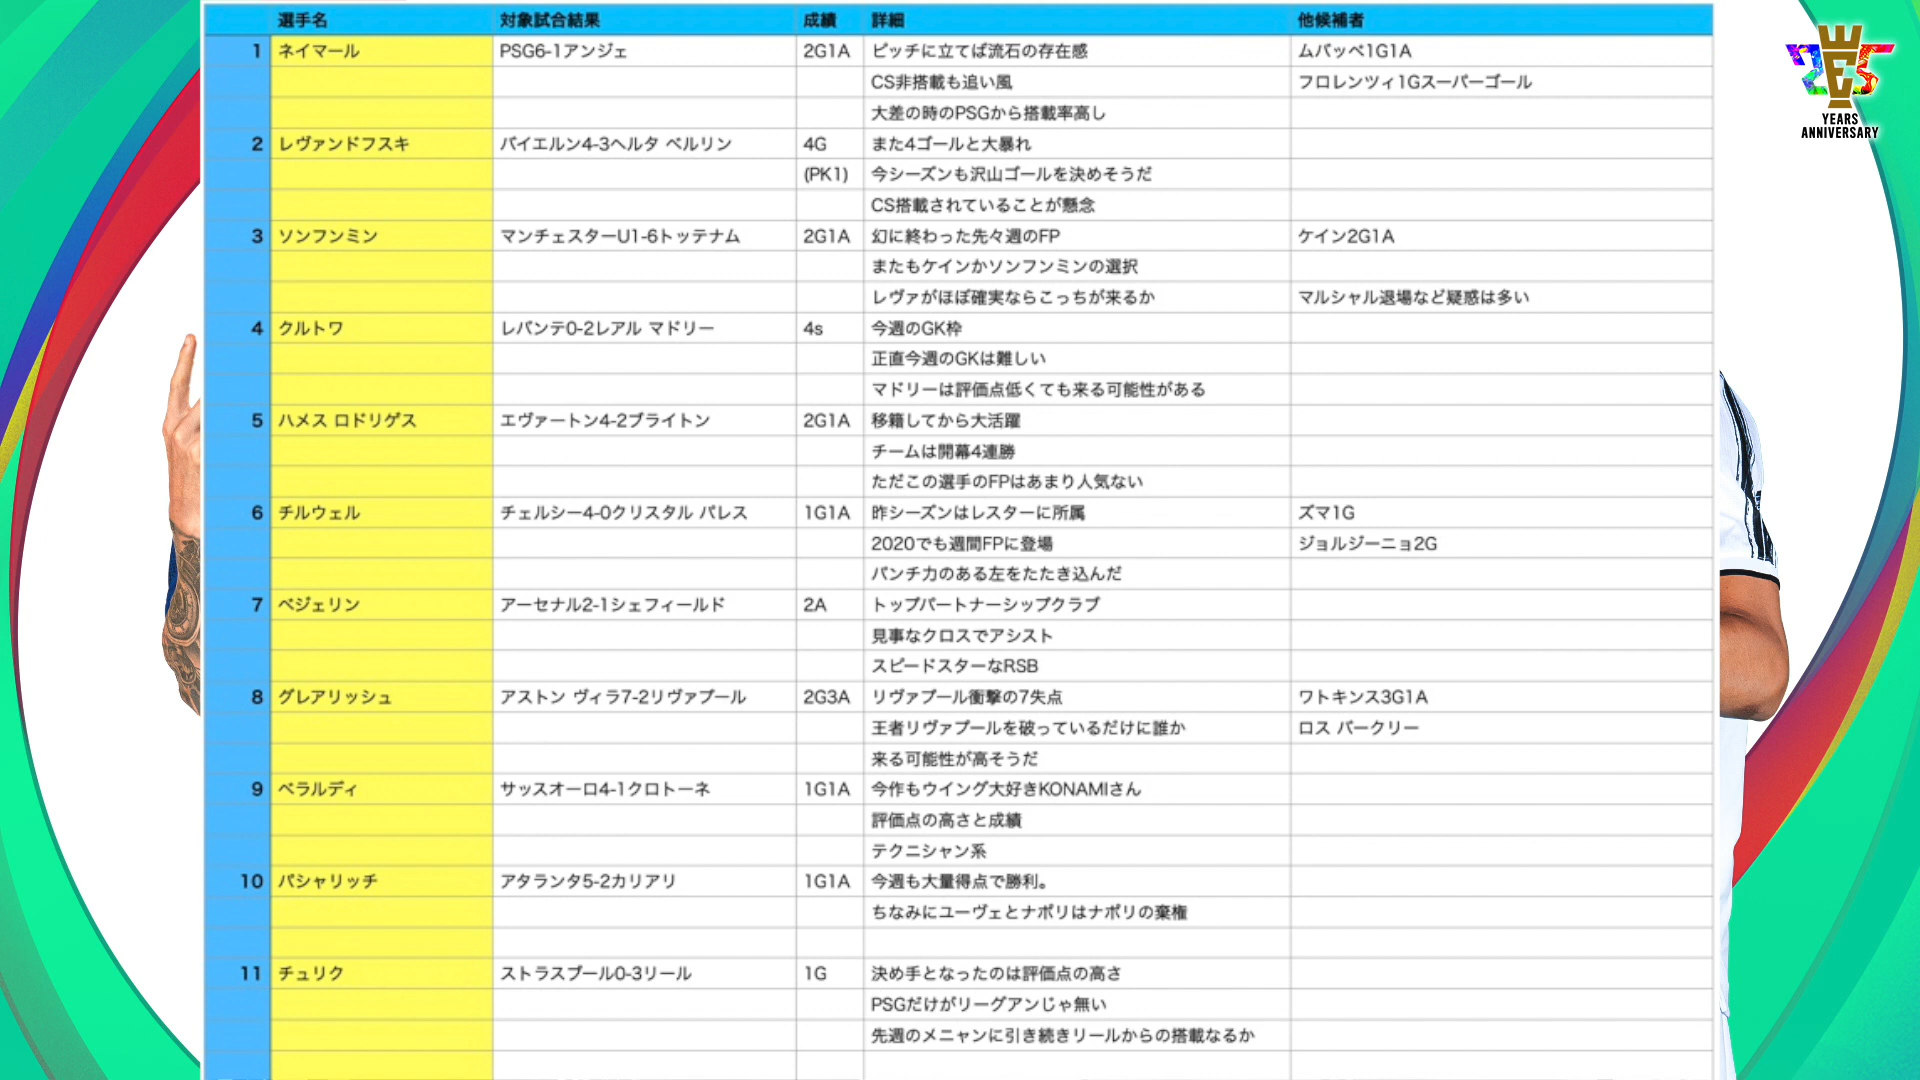 選手名 対象試合結果 成績 詳細 他候補者
1 ネイマール PSG6-1アンジェ 2G1A ピッチに立てば流石の存在感 ムバッペ1G1A
CS非搭載も追い風 フロレンツィ1Gスーパーゴール
大差の時のPSGから搭載率高し
2 レヴァンドフスキ バイエルン4-3ヘルタ ベルリン 4G また4ゴールと大暴れ
(PK1) 今シーズンも沢山ゴールを決めそうだ
CS搭載されていることが懸念
3 ソンフンミン マンチェスターU1-6トッテナム 2G1A 幻に終わった先々週のFP ケイン2G1A
またもケインかソンフンミンの選択
レヴァがほぼ確実ならこっちが来るか マルシャル退場など疑惑は多い
4 クルトワ レバンテ0-2レアル マドリー 4s 今週のGK枠
正直今週のGKは難しい
マドリーは評価点低くても来る可能性がある
5 ハメス ロドリゲス エヴァートン4-2ブライトン 2G1A 移籍してから大活躍
チームは開幕4連勝
ただこの選手のFPはあまり人気ない
6 チルウェル チェルシー4-0クリスタル パレス 1G1A 昨シーズンはレスターに所属 ズマ1G
2020でも週間FPに登場 ジョルジーニョ2G
パンチ力のある左をたたき込んだ
7 ベジェリン アーセナル2-1シェフィールド 2A トップパートナーシップクラブ
見事なクロスでアシスト
スピードスターなRSB
8 グレアリッシュ アストン ヴィラ7-2リヴァプール 2G3A リヴァプール衝撃の7失点 ワトキンス3G1A
王者リヴァプールを破っているだけに誰か ロス バークリー
来る可能性が高そうだ
9 ベラルディ サッスオーロ4-1クロトーネ 1G1A 今作もウイング大好きKONAMIさん
評価点の高さと成績
テクニシャン系
10 パシャリッチ アタランタ5-2カリアリ 1G1A 今週も大量得点で勝利。
ちなみにユーヴェとナポリはナポリの棄権
11 チェリク ストラスブール0-3リール 1G 決め手となったのは評価点の高さ
PSGだけがリーグアンじゃ無い
先週のメニャンに引き続きリールからの搭載なるか
25
YEARS
ANNIVERSARY